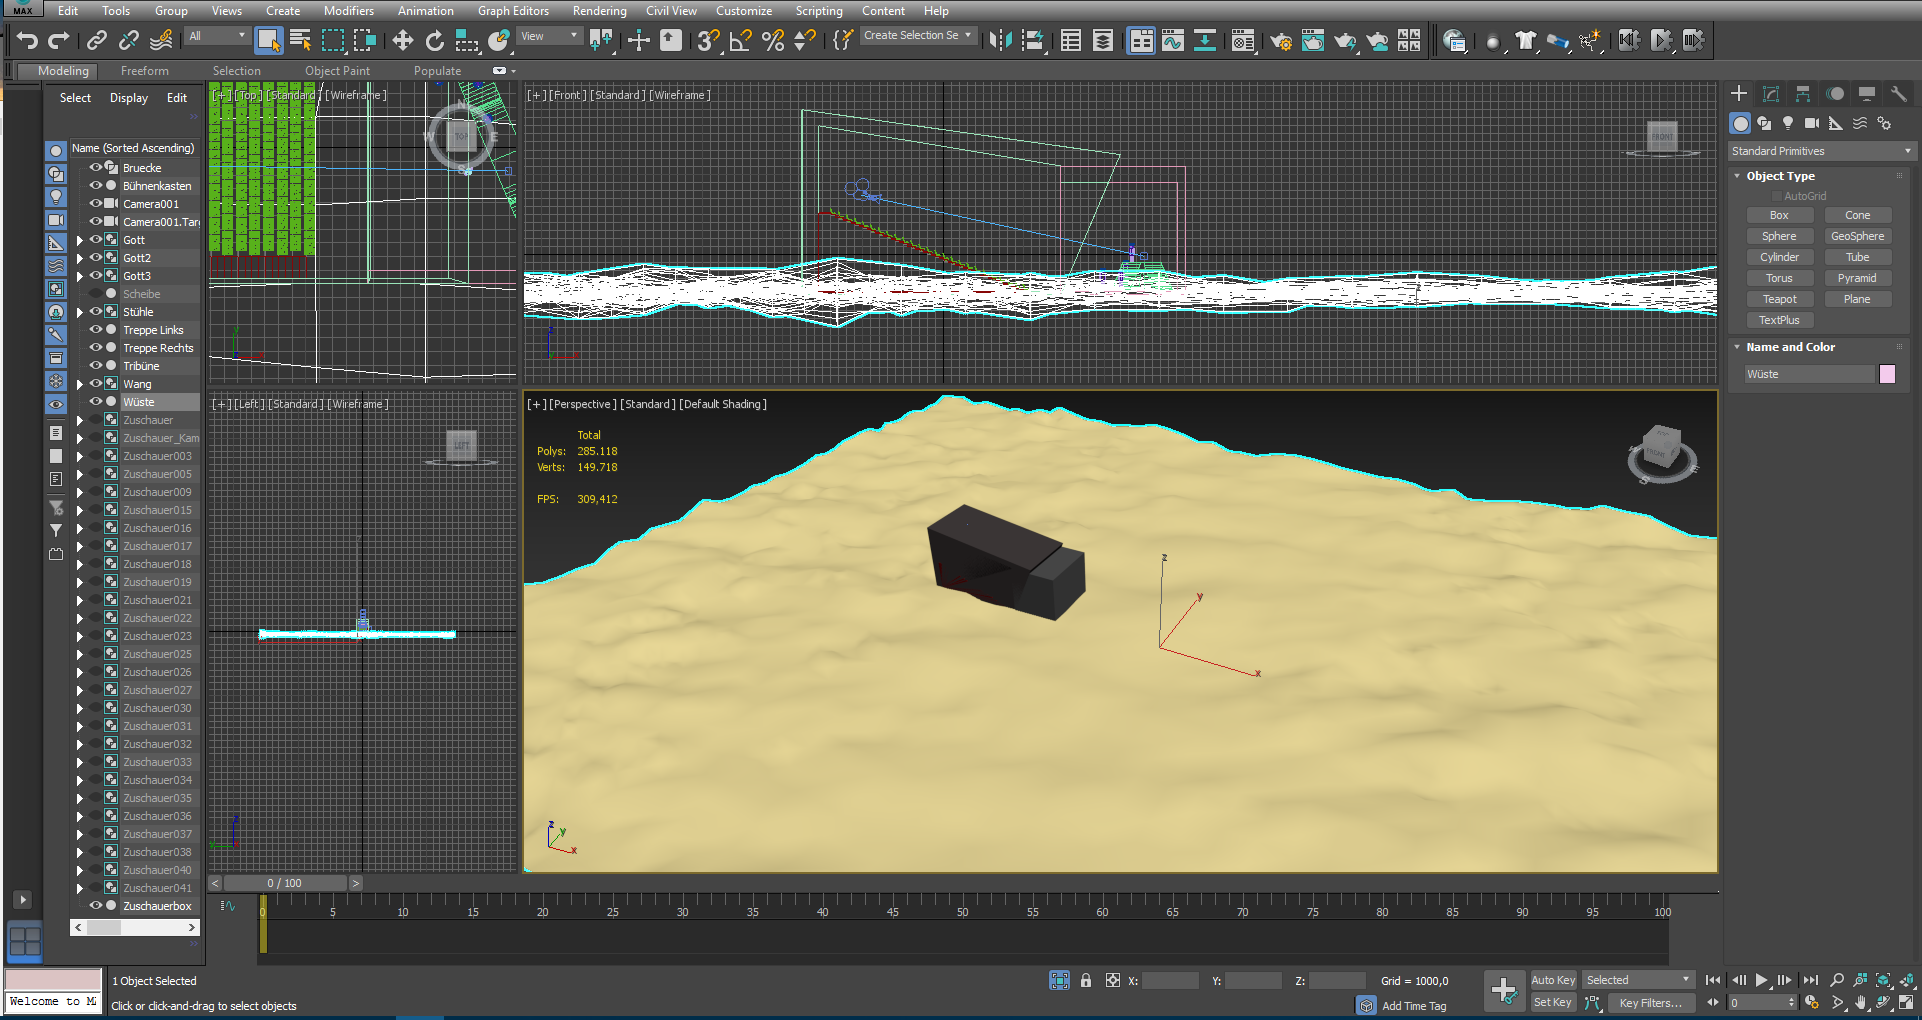 MAX Edit Tools Group Views Create Modifiers Animation Graph Editors Rendering Civil View Customize Scripting Content Help
All View Create Selection Se
Modeling Freeform Selection Object Paint Populate
Select Display Edit
Name (Sorted Ascending)
Bruecke
Bühnenkasten
Camera001
Camera001.Targ
Gott
Gott2
Gott3
Scheibe
Stühle
Treppe Links
Treppe Rechts
Tribüne
Wang
Wüste
Zuschauer
Zuschauer_Kam
Zuschauer003
Zuschauer005
Zuschauer009
Zuschauer015
Zuschauer016
Zuschauer017
Zuschauer018
Zuschauer019
Zuschauer021
Zuschauer022
Zuschauer023
Zuschauer025
Zuschauer026
Zuschauer027
Zuschauer030
Zuschauer031
Zuschauer032
Zuschauer033
Zuschauer034
Zuschauer035
Zuschauer036
Zuschauer037
Zuschauer038
Zuschauer040
Zuschauer041
Zuschauerbox
[+] [Top] [Standard] [Wireframe]
N
W TOP E
S
[+] [Front] [Standard] [Wireframe]
FRONT
[+] [Left] [Standard] [Wireframe]
LEFT
[+] [Perspective] [Standard] [Default Shading]
Total
Polys: 285.118
Verts: 149.718
FPS: 309,412
FRONT
S E
z
y
x
z
y
x
Standard Primitives
Object Type
AutoGrid
Box Cone
Sphere GeoSphere
Cylinder Tube
Torus Pyramid
Teapot Plane
TextPlus
Name and Color
Wüste
< 0 / 100 >
0 5 10 15 20 25 30 35 40 45 50 55 60 65 70 75 80 85 90 95 100
1 Object Selected
X: Y: Z: Grid = 1000,0
Auto Key Selected
Welcome to M
Click or click-and-drag to select objects
Add Time Tag
Set Key Key Filters... 0